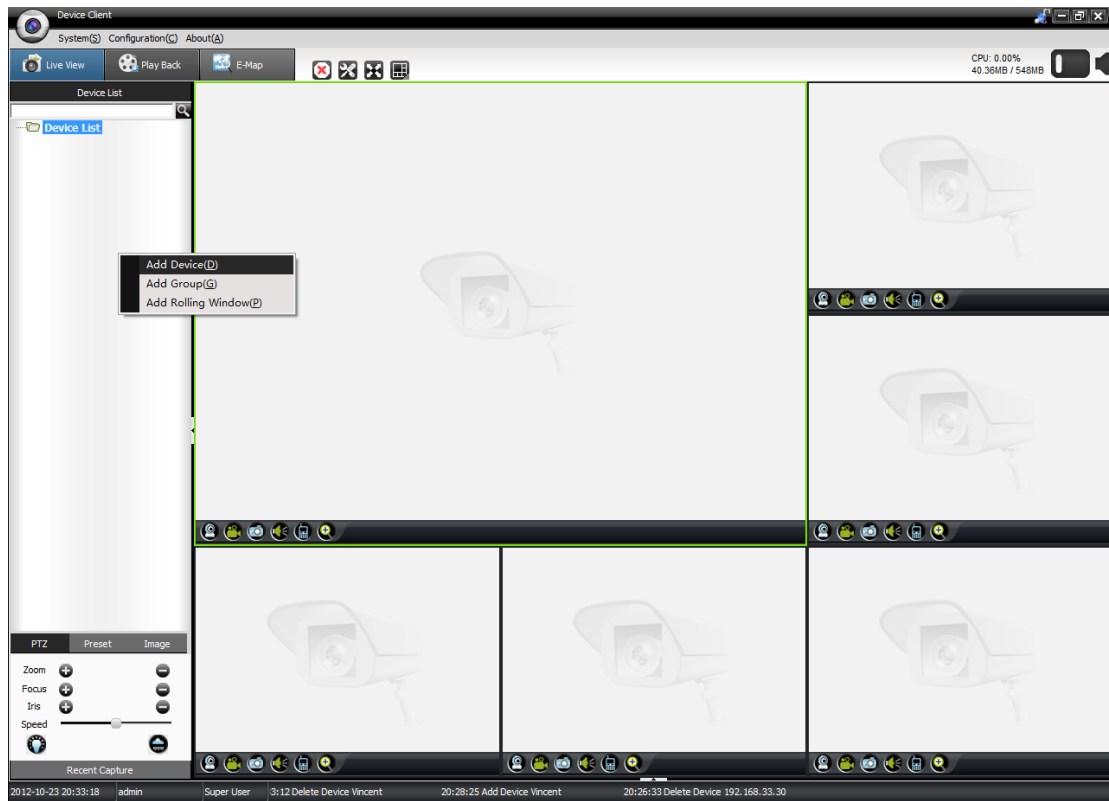 Device Client
System(S) Configuration(C) About(A)
Live View Play Back E-Map
CPU: 0.00%
40.36MB / 548MB
Device List
Device List
Add Device(D)
Add Group(G)
Add Rolling Window(P)
PTZ Preset Image
Zoom
Focus
Iris
Speed
Recent Capture
2012-10-23 20:33:18 admin Super User 3:12 Delete Device Vincent 20:28:25 Add Device Vincent 20:26:33 Delete Device 192.168.33.30